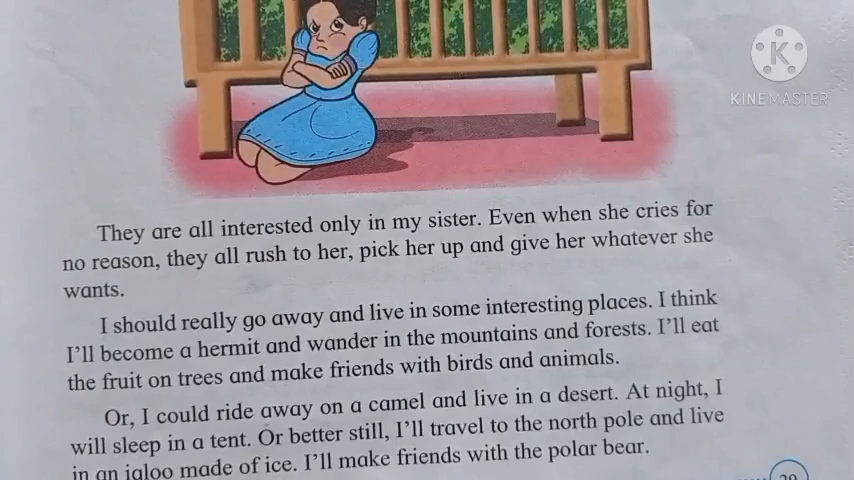 K
KINEMASTER
They are all interested only in my sister. Even when she cries for
no reason, they all rush to her, pick her up and give her whatever she
wants.
I should really go away and live in some interesting places. I think
I'll become a hermit and wander in the mountains and forests. I'll eat
the fruit on trees and make friends with birds and animals.
Or, I could ride away on a camel and live in a desert. At night, I
will sleep in a tent. Or better still, I'll travel to the north pole and live
in an igloo made of ice. I'll make friends with the polar bear.